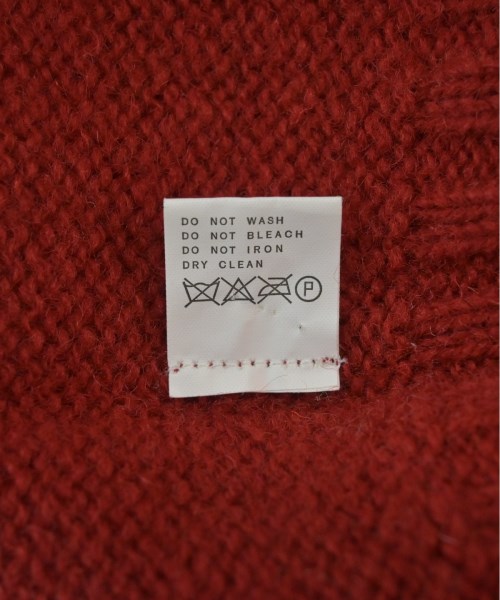 DO NOT WASH
DO NOT BLEACH
DO NOT IRON
DRY CLEAN
P